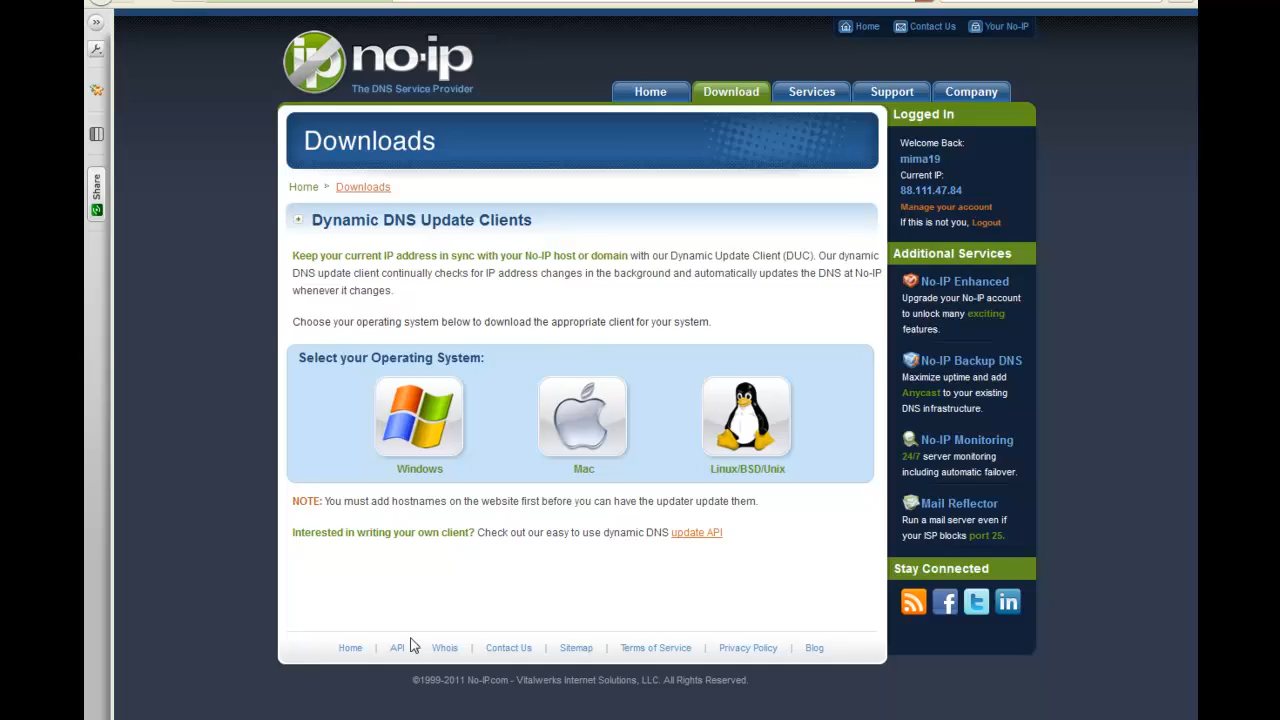 Home Contact Us Your No-IP
ip no·ip
The DNS Service Provider
Home Download Services Support Company
Downloads
Home Downloads
Dynamic DNS Update Clients
Keep your current IP address in sync with your No-IP host or domain with our Dynamic Update Client (DUC). Our dynamic
DNS update client continually checks for IP address changes in the background and automatically updates the DNS at No-IP
whenever it changes.
Choose your operating system below to download the appropriate client for your system.
Select your Operating System:
Windows Mac Linux/BSD/Unix
NOTE: You must add hostnames on the website first before you can have the updater update them.
Interested in writing your own client? Check out our easy to use dynamic DNS update API
Home | API | Whois | Contact Us | Sitemap | Terms of Service | Privacy Policy | Blog
©1999-2011 No-IP.com - Vitalwerks Internet Solutions, LLC. All Rights Reserved.
Logged In
Welcome Back:
mima19
Current IP:
88.111.47.84
Manage your account
If this is not you, Logout
Additional Services
No-IP Enhanced
Upgrade your No-IP account
to unlock many exciting
features.
No-IP Backup DNS
Maximize uptime and add
Anycast to your existing
DNS infrastructure.
No-IP Monitoring
24/7 server monitoring
including automatic failover.
Mail Reflector
Run a mail server even if
your ISP blocks port 25.
Stay Connected
f t in
Share